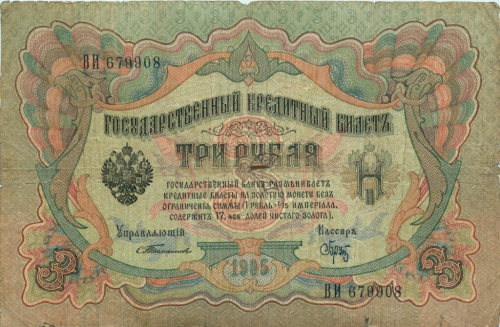 ВИ 679908
ГОСУДАРСТВЕННЫЙ КРЕДИТНЫЙ БИЛЕТЪ
ТРИ РУБЛЯ
ГОСУДАРСТВЕННЫЙ БАНКЪ РАЗМѢНИВАЕТЪ
КРЕДИТНЫЕ БИЛЕТЫ НА ЗОЛОТУЮ МОНЕТУ БЕЗЪ
ОГРАНИЧЕНІЯ СУММЫ (1 РУБЛЬ=1/15 ИМПЕРІАЛА,
СОДЕРЖИТЪ 17,424 ДОЛЕЙ ЧИСТАГО ЗОЛОТА).
Управляющій
Кассиръ
1905
3
3
ВИ 679908